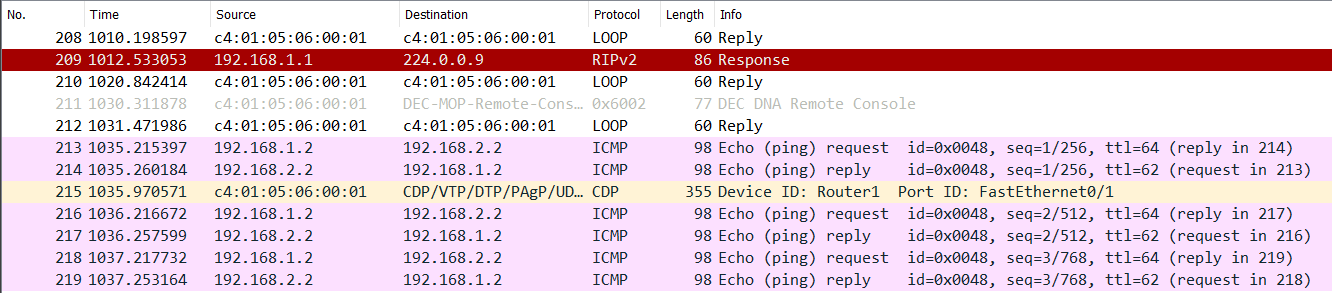 No. Time Source Destination Protocol Length Info
208 1010.198597 c4:01:05:06:00:01 c4:01:05:06:00:01 LOOP 60 Reply
209 1012.533053 192.168.1.1 224.0.0.9 RIPv2 86 Response
210 1020.842414 c4:01:05:06:00:01 c4:01:05:06:00:01 LOOP 60 Reply
211 1030.311878 c4:01:05:06:00:01 DEC-MOP-Remote-Cons… 0x6002 77 DEC DNA Remote Console
212 1031.471986 c4:01:05:06:00:01 c4:01:05:06:00:01 LOOP 60 Reply
213 1035.215397 192.168.1.2 192.168.2.2 ICMP 98 Echo (ping) request id=0x0048, seq=1/256, ttl=64 (reply in 214)
214 1035.260184 192.168.2.2 192.168.1.2 ICMP 98 Echo (ping) reply id=0x0048, seq=1/256, ttl=62 (request in 213)
215 1035.970571 c4:01:05:06:00:01 CDP/VTP/DTP/PAgP/UD… CDP 355 Device ID: Router1 Port ID: FastEthernet0/1
216 1036.216672 192.168.1.2 192.168.2.2 ICMP 98 Echo (ping) request id=0x0048, seq=2/512, ttl=64 (reply in 217)
217 1036.257599 192.168.2.2 192.168.1.2 ICMP 98 Echo (ping) reply id=0x0048, seq=2/512, ttl=62 (request in 216)
218 1037.217732 192.168.1.2 192.168.2.2 ICMP 98 Echo (ping) request id=0x0048, seq=3/768, ttl=64 (reply in 219)
219 1037.253164 192.168.2.2 192.168.1.2 ICMP 98 Echo (ping) reply id=0x0048, seq=3/768, ttl=62 (request in 218)